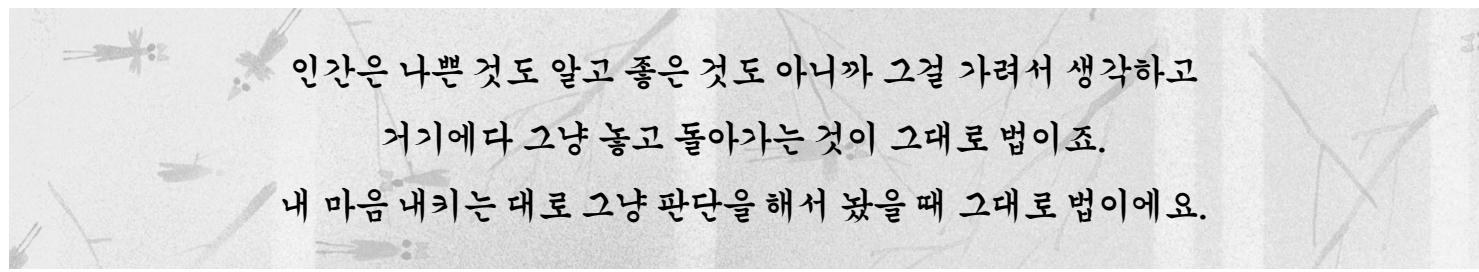 인간은 나쁜 것도 알고 좋은 것도 아니까 그걸 가려서 생각하고
거기에다 그냥 놓고 돌아가는 것이 그대로 법이죠.
내 마음 내키는 대로 그냥 판단을 해서 놨을 때 그대로 법이에요.